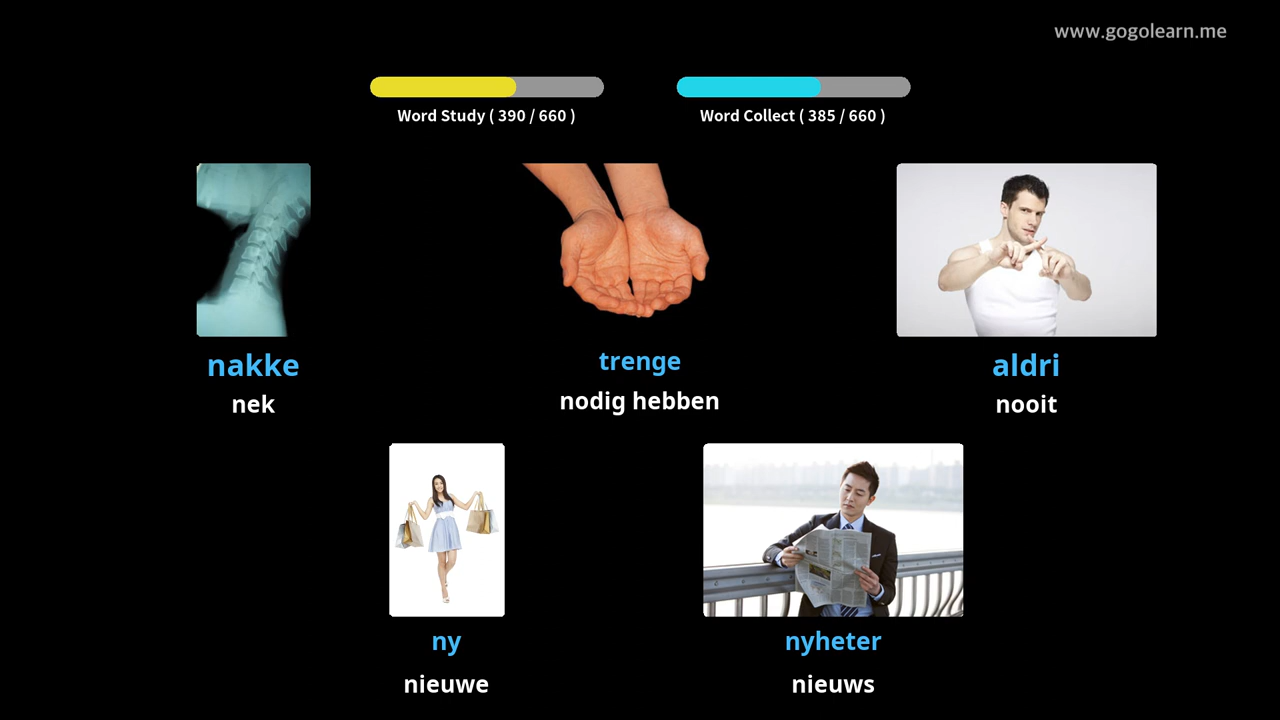 www.gogolearn.me
Word Study ( 390 / 660 )
Word Collect ( 385 / 660 )
nakke
nek
trenge
nodig hebben
aldri
nooit
ny
nieuwe
nyheter
nieuws